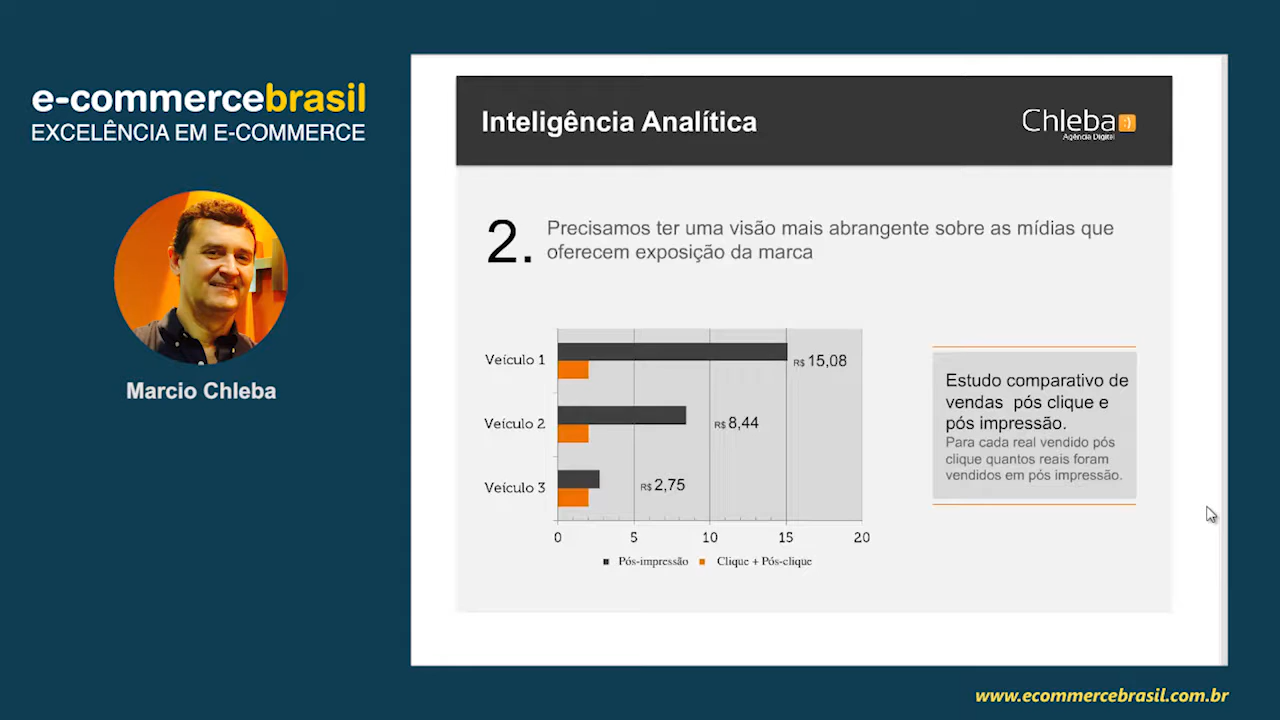 e-commercebrasil
EXCELÊNCIA EM E-COMMERCE
Marcio Chleba
Inteligência Analítica
Chleba :)
Agência Digital
2. Precisamos ter uma visão mais abrangente sobre as mídias que
oferecem exposição da marca
Veículo 1
R$ 15,08
Veículo 2
R$ 8,44
Veículo 3
R$ 2,75
0 5 10 15 20
Pós-impressão Clique + Pós-clique
Estudo comparativo de
vendas pós clique e
pós impressão.
Para cada real vendido pós
clique quantos reais foram
vendidos em pós impressão.
www.ecommercebrasil.com.br